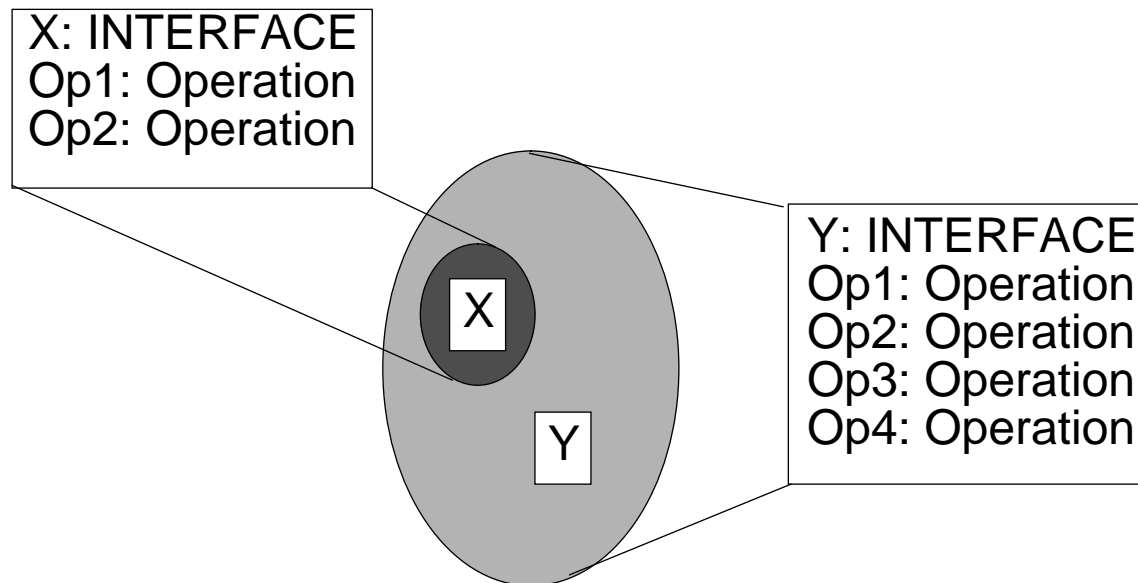 X: INTERFACE
Op1: Operation
Op2: Operation
X
Y: INTERFACE
Op1: Operation
Op2: Operation
Op3: Operation
Op4: Operation
Y